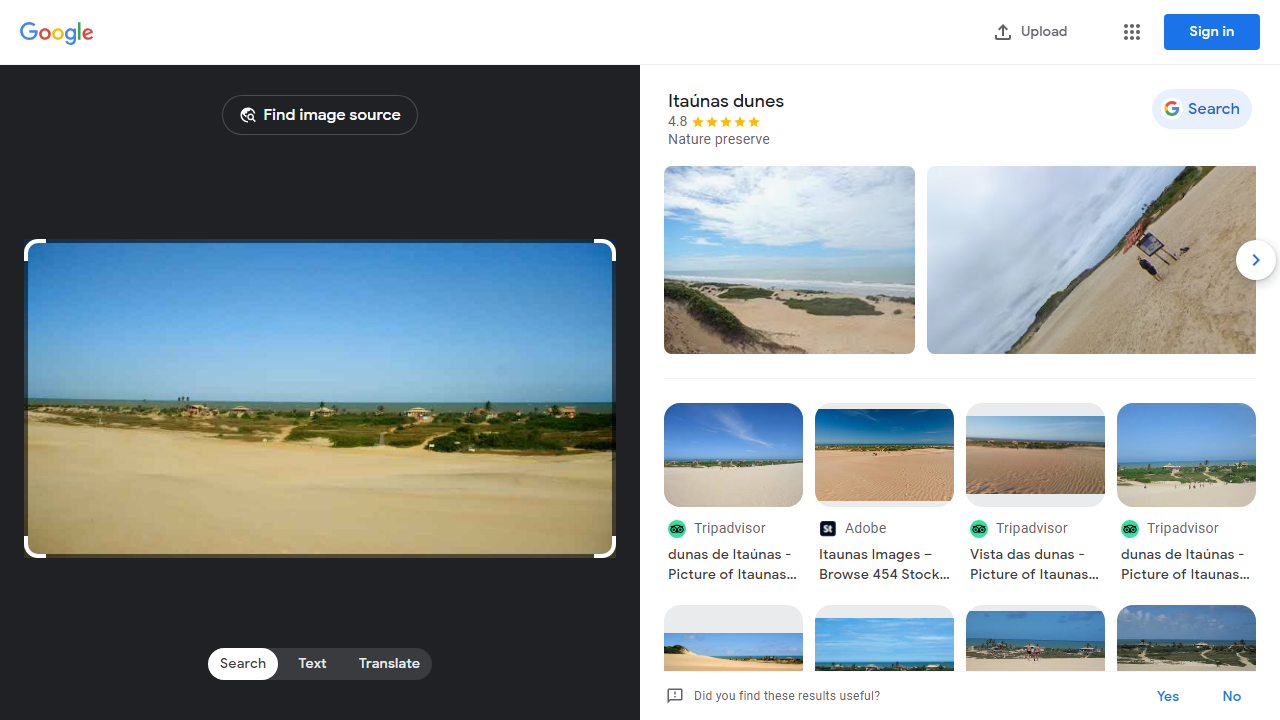 Google
Upload
Sign in
Find image source
Search
Text
Translate
Itaúnas dunes
4.8
Nature preserve
Search
Tripadvisor
dunas de Itaúnas -
Picture of Itaunas...
St Adobe
Itaunas Images –
Browse 454 Stock...
Tripadvisor
Vista das dunas -
Picture of Itaunas...
Tripadvisor
dunas de Itaúnas -
Picture of Itaunas...
Did you find these results useful?
Yes
No